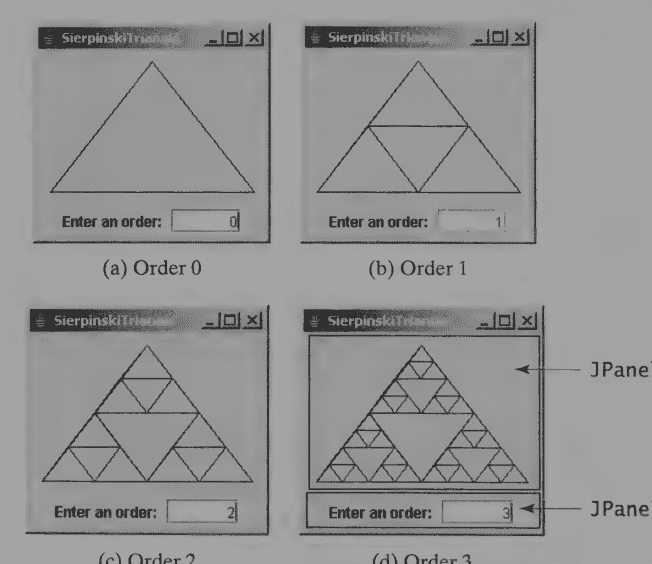 SierpinskiTriangle
SierpinskiTriangle
Enter an order: 0
Enter an order: 1
(a) Order 0
(b) Order 1
SierpinskiTriangle
SierpinskiTriangle
JPanel
Enter an order: 2
Enter an order: 3
JPanel
(c) Order 2
(d) Order 3